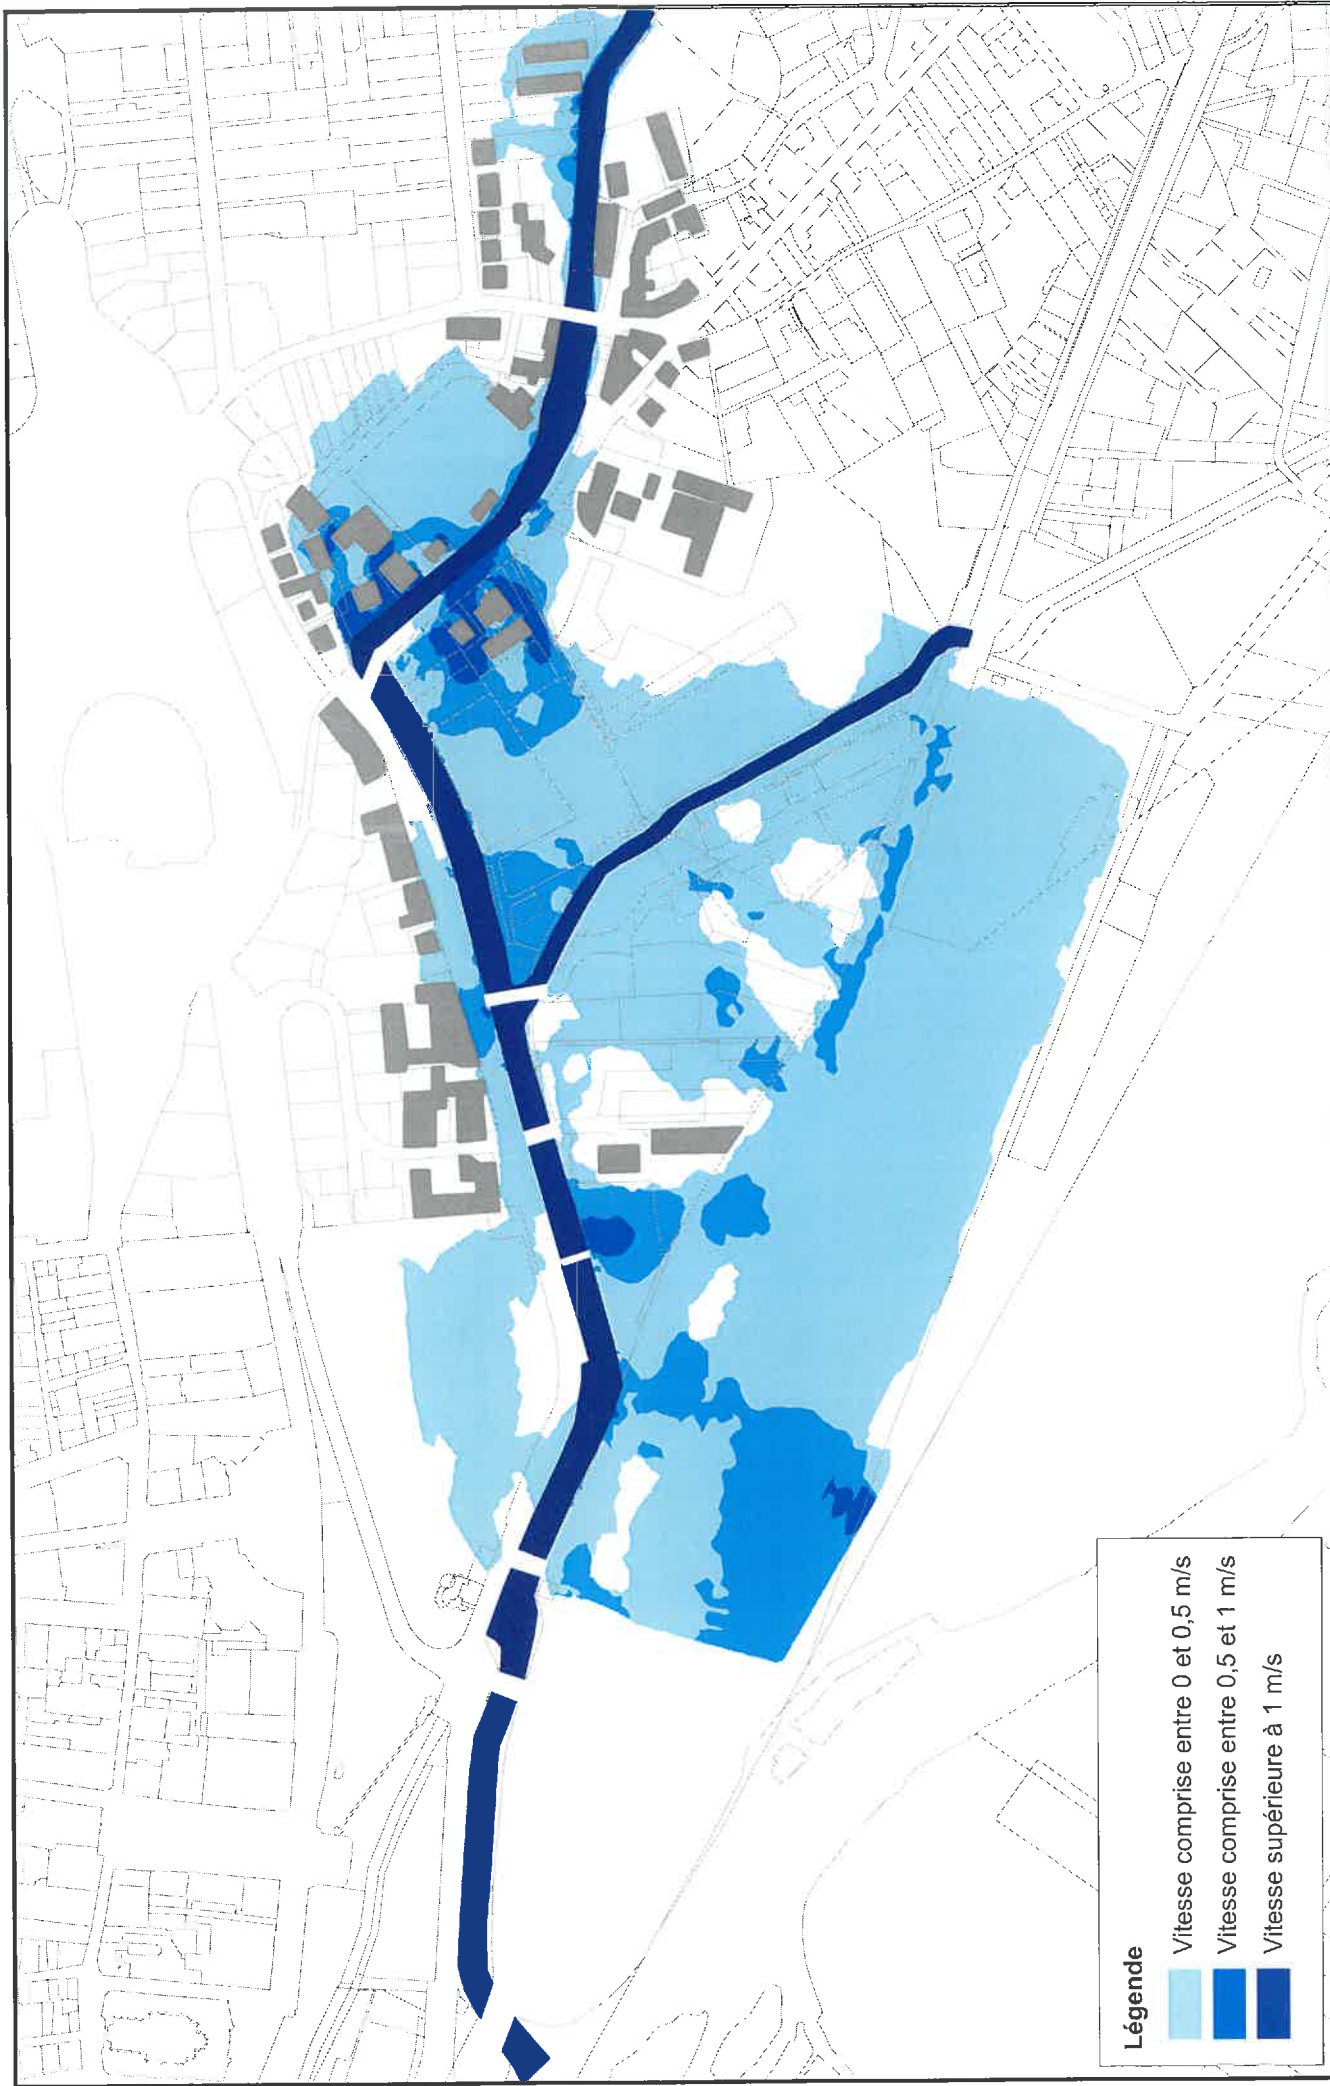 Légende
Vitesse comprise entre 0 et 0,5 m/s
Vitesse comprise entre 0,5 et 1 m/s
Vitesse supérieure à 1 m/s